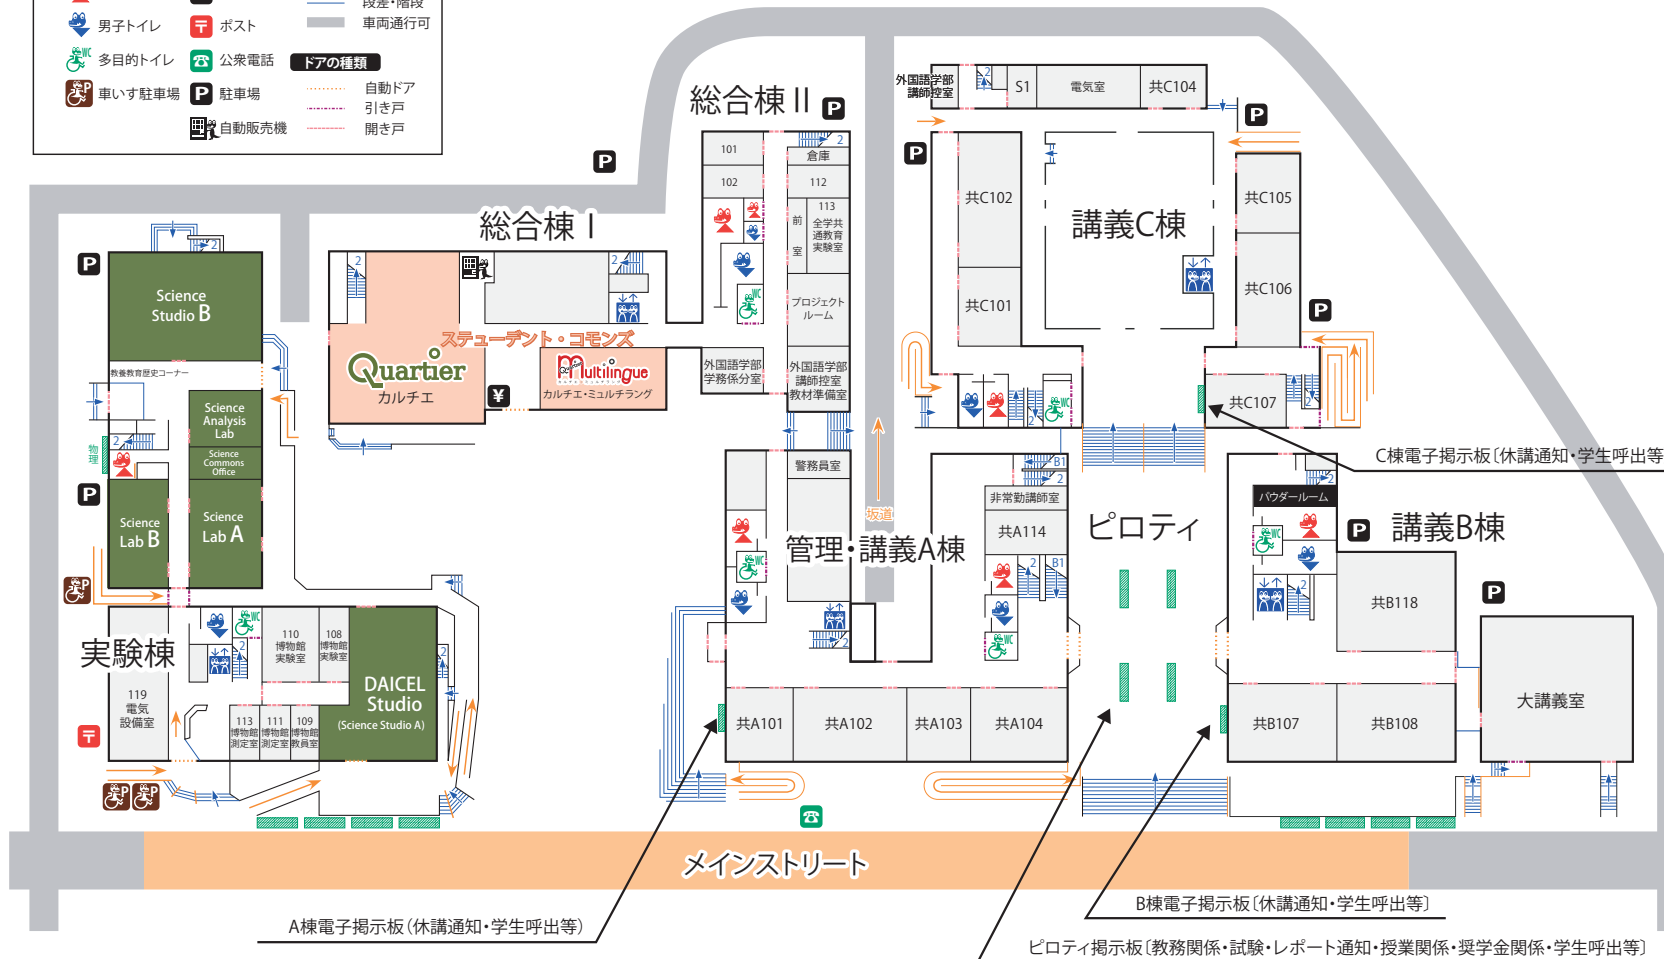 段差・階段
男子トイレ
ポスト
車両通行可
多目的トイレ
公衆電話
ドアの種類
車いす駐車場
駐車場
自動ドア
引き戸
自動販売機
開き戸
総合棟Ⅱ
総合棟Ⅰ
101
102
倉庫
112
113
全学共
通教育
実験室
前室
プロジェクト
ルーム
外国語学部
学務係分室
外国語学部
講師控室
教材準備室
外国語学部
講師控室
S1
電気室
共C104
共C102
共C101
講義C棟
共C105
共C106
共C107
C棟電子掲示板〔休講通知・学生呼出等
Science
Studio B
教養教育歴史コーナー
Science
Analysis
Lab
Science
Commons
Office
物理
Science
Lab B
Science
Lab A
ステューデント・コモンズ
Quartier
カルチエ
Multilingue
カルチエ・ミュルチラング
警務員室
坂道
管理・講義A棟
非常勤講師室
共A114
B1
B1
ピロティ
パウダールーム
講義B棟
共B118
大講義室
実験棟
119
電気
設備室
110
博物館
実験室
108
博物館
実験室
DAICEL
Studio
(Science Studio A)
113
博物館
測定室
111
博物館
測定室
109
博物館
教員室
共A101
共A102
共A103
共A104
共B107
共B108
メインストリート
A棟電子掲示板(休講通知・学生呼出等)
B棟電子掲示板〔休講通知・学生呼出等〕
ピロティ掲示板〔教務関係・試験・レポート通知・授業関係・奨学金関係・学生呼出等〕